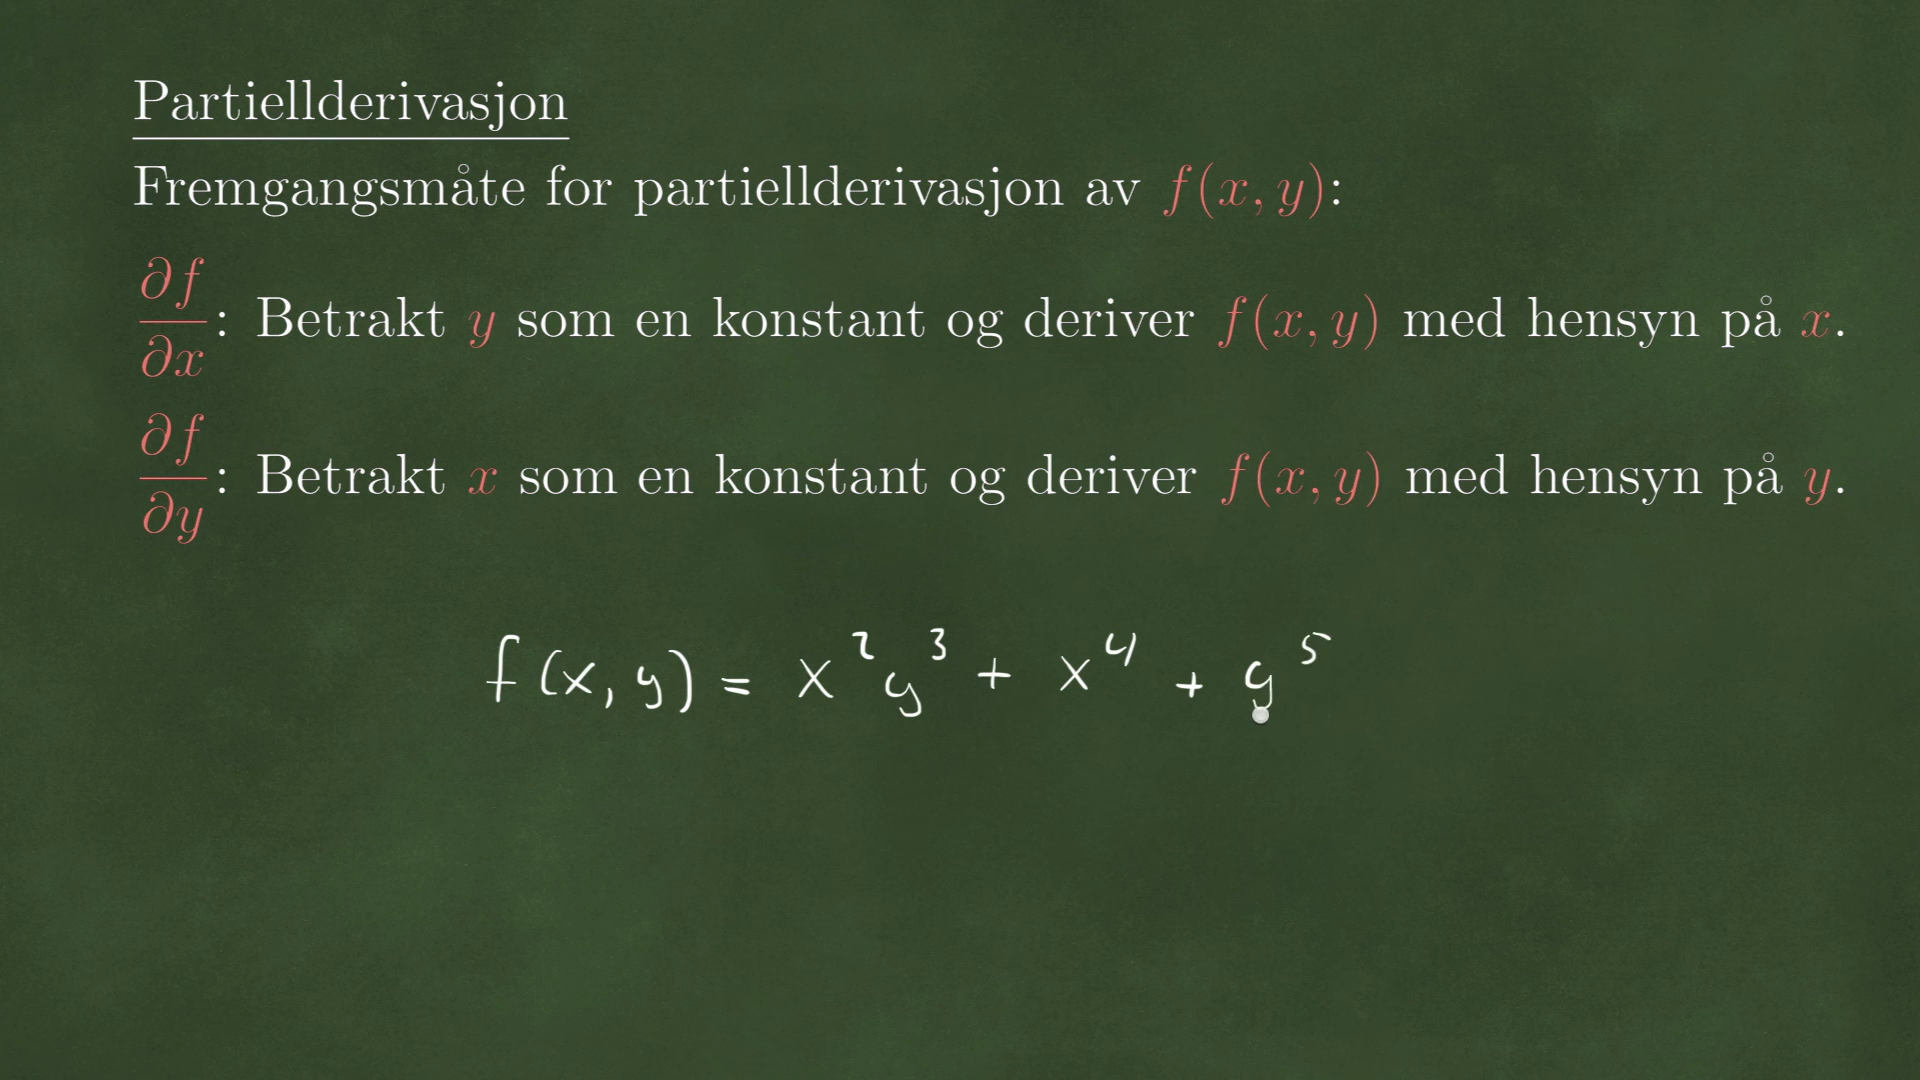 Partiellderivasjon
Fremgangsmåte for partiellderivasjon av f(x, y):
∂f/∂x: Betrakt y som en konstant og deriver f(x, y) med hensyn på x.
∂f/∂y: Betrakt x som en konstant og deriver f(x, y) med hensyn på y.
f(x, y) = x²y³ + x⁴ + y⁵